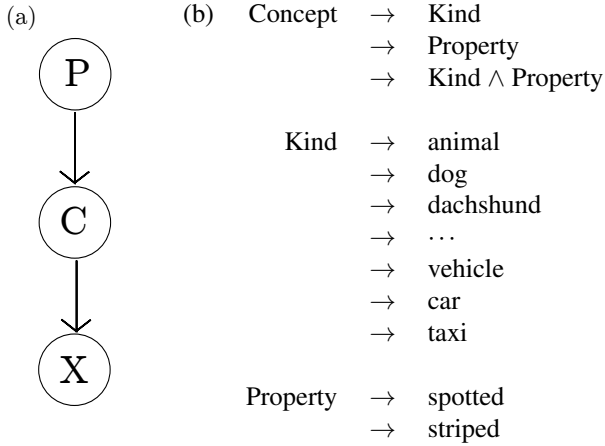 (a)
P
C
X
(b) Concept → Kind
→ Property
→ Kind ∧ Property
Kind → animal
→ dog
→ dachshund
→ ⋯
→ vehicle
→ car
→ taxi
Property → spotted
→ striped